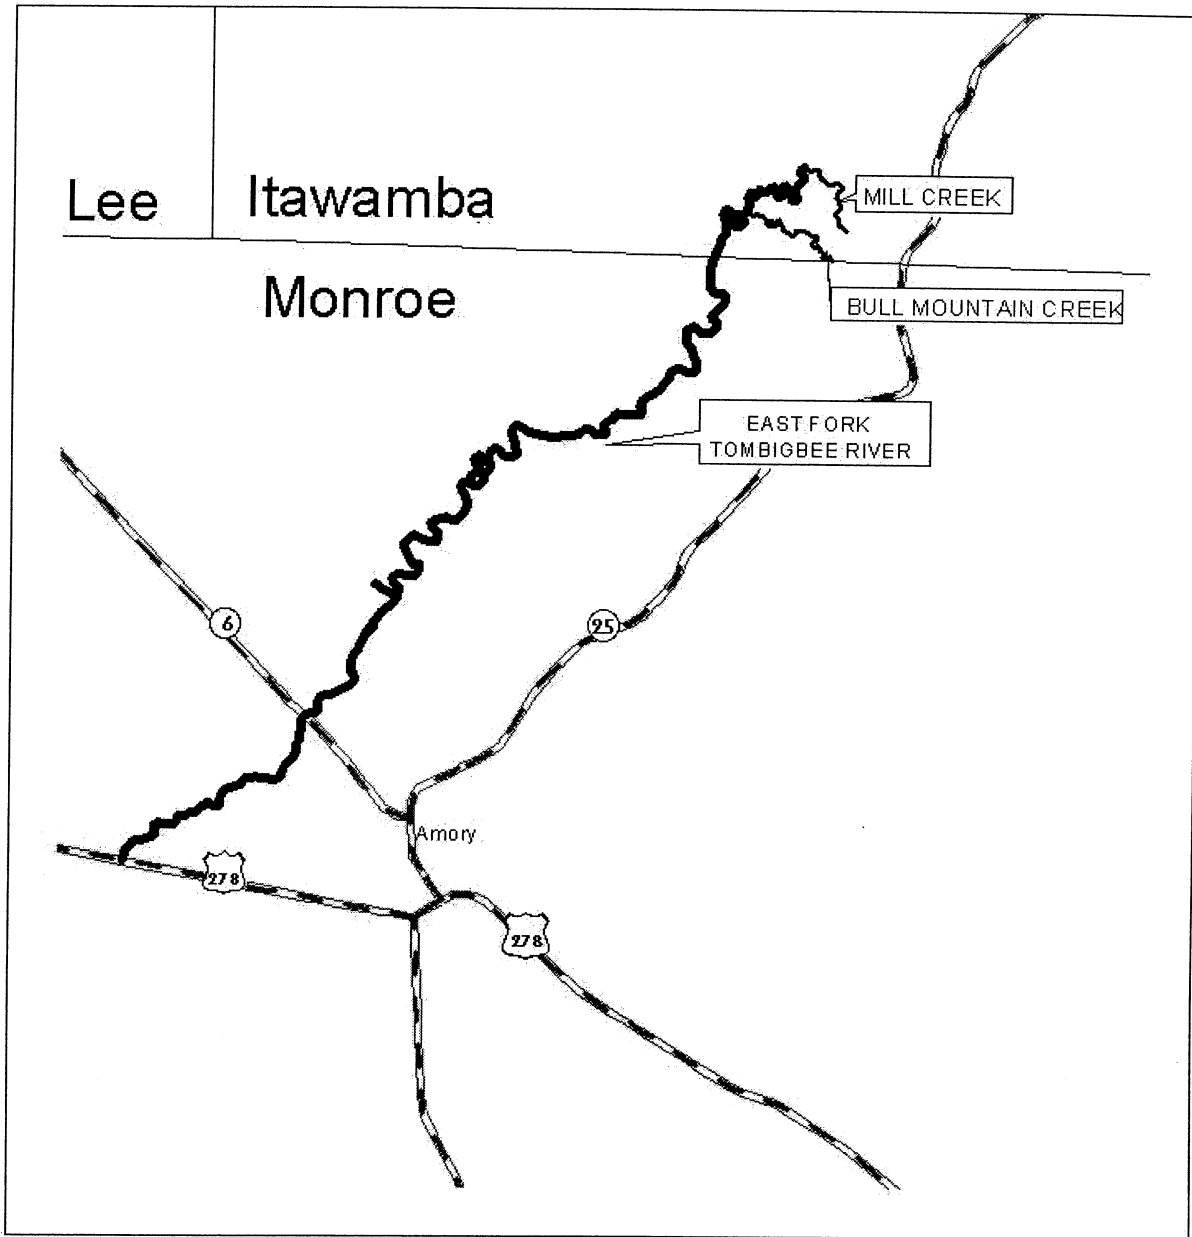 Lee
Itawamba
MILL CREEK
Monroe
BULL MOUNTAIN CREEK
EAST FORK
TOMBIGBEE RIVER
6
25
Amory
278
278